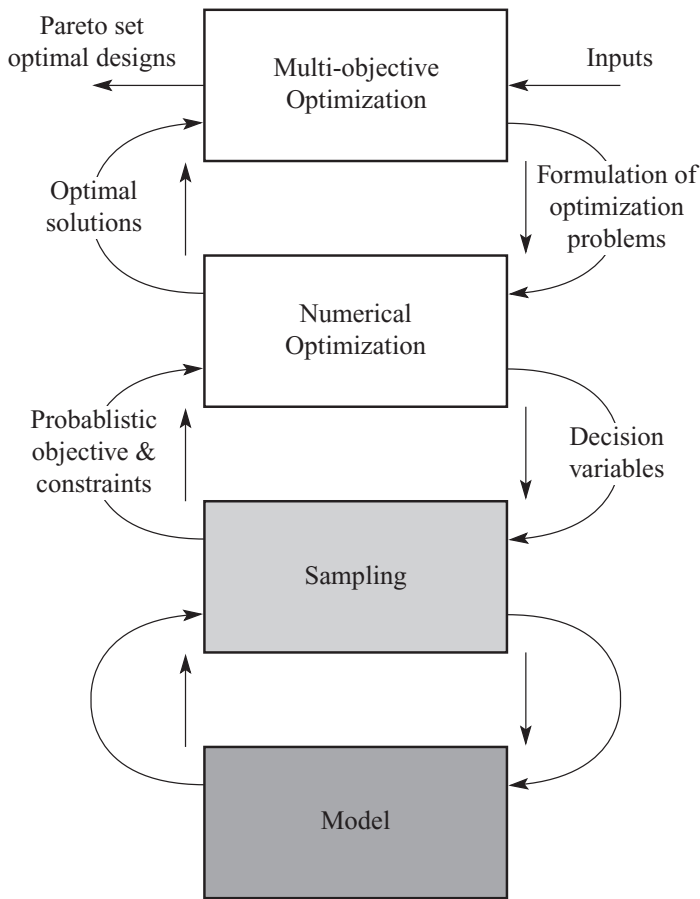 Pareto set
optimal designs
Multi-objective
Optimization
Inputs
Optimal
solutions
Formulation of
optimization
problems
Numerical
Optimization
Probablistic
objective &
constraints
Decision
variables
Sampling
Model